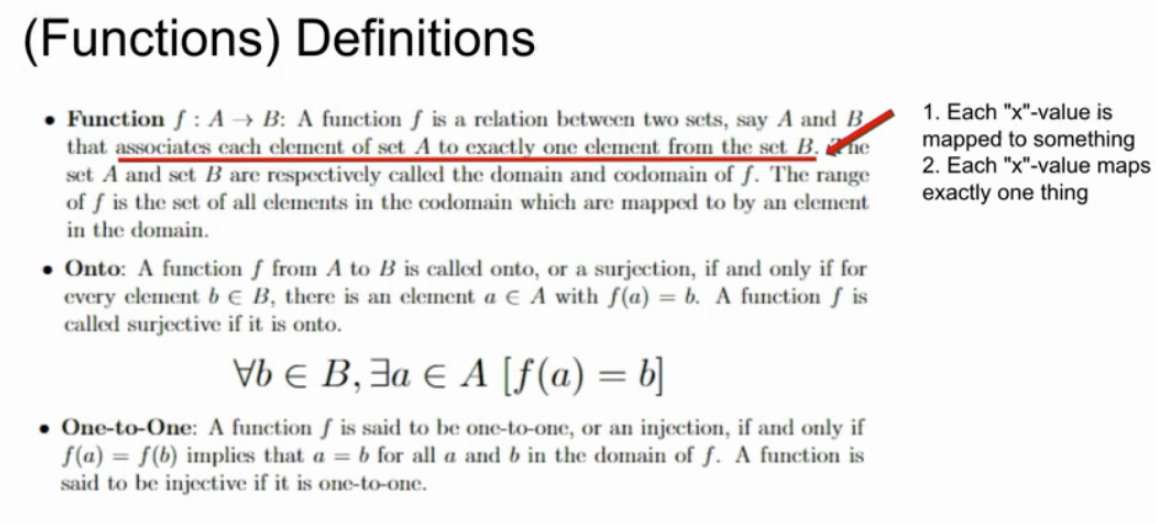 (Functions) Definitions
• Function f : A → B: A function f is a relation between two sets, say A and B
that associates each element of set A to exactly one element from the set B. The
set A and set B are respectively called the domain and codomain of f. The range
of f is the set of all elements in the codomain which are mapped to by an element
in the domain.
1. Each "x"-value is
mapped to something
2. Each "x"-value maps
exactly one thing
• Onto: A function f from A to B is called onto, or a surjection, if and only if for
every element b ∈ B, there is an element a ∈ A with f(a) = b. A function f is
called surjective if it is onto.
∀b ∈ B, ∃a ∈ A [f(a) = b]
• One-to-One: A function f is said to be one-to-one, or an injection, if and only if
f(a) = f(b) implies that a = b for all a and b in the domain of f. A function is
said to be injective if it is one-to-one.